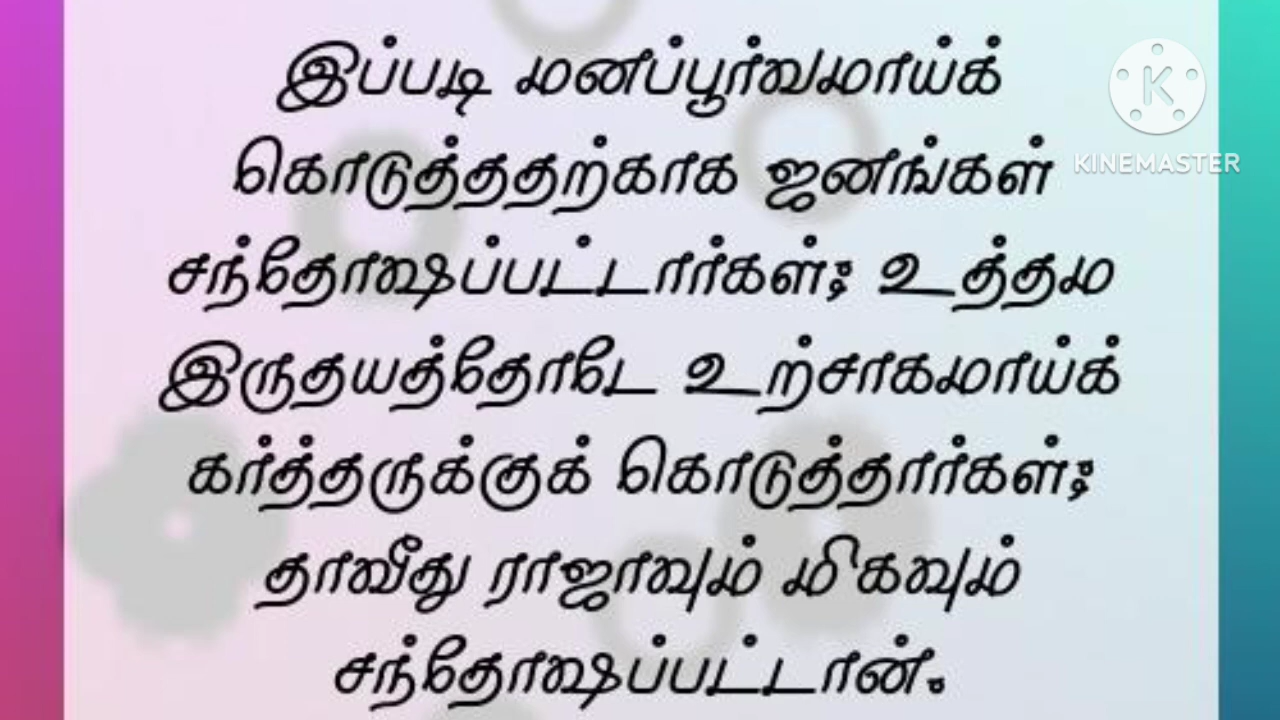 இப்படி மனப்பூர்வமாய்க்
கொடுத்ததற்காக ஜனங்கள்
சந்தோஷப்பட்டார்கள்; உத்தம
இருதயத்தோடே உற்சாகமாய்க்
கர்த்தருக்குக் கொடுத்தார்கள்;
தாவீது ராஜாவும் மிகவும்
சந்தோஷப்பட்டான்.
K
KINEMASTER